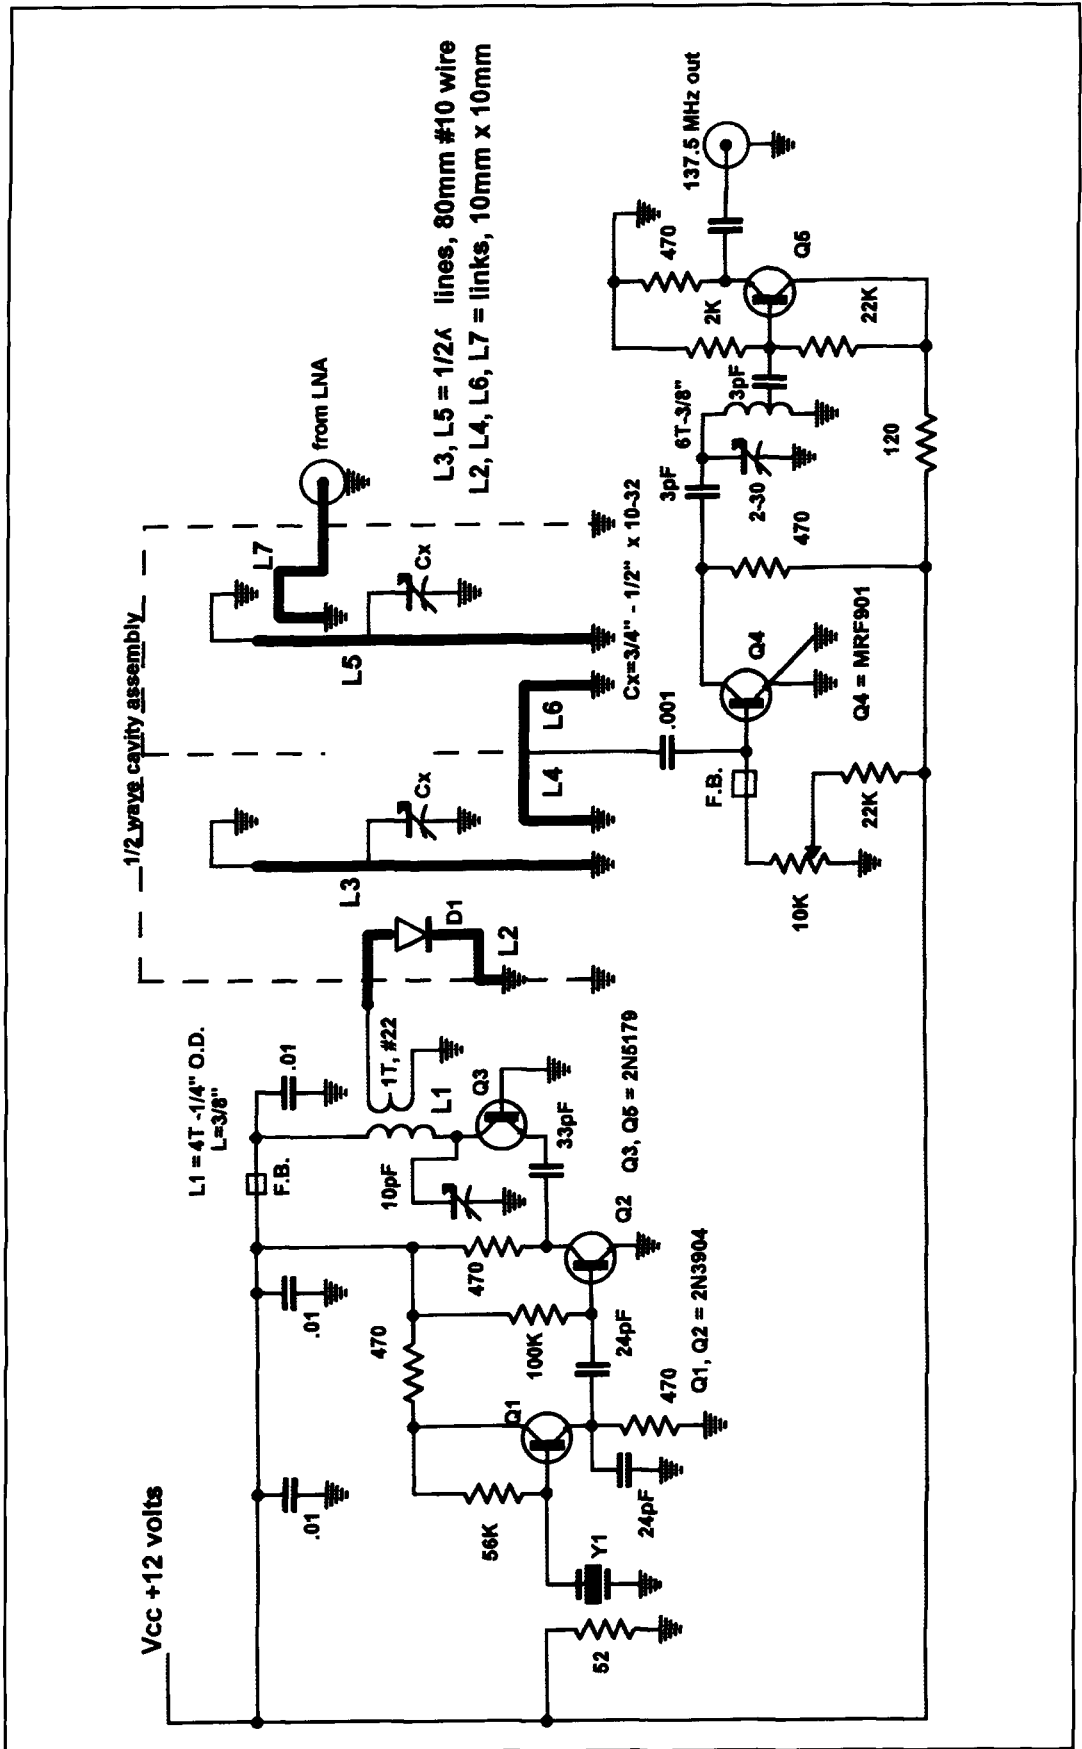 Vcc +12 volts
L1 = 4T -1/4" O.D.
L=3/8"
F.B.
.01
.01
.01
1/2 wave cavity assembly
from LNA
L3, L5 = 1/2λ lines, 80mm #10 wire
L2, L4, L6, L7 = links, 10mm x 10mm
L7
L5
Cx
L3
Cx
D1
L2
L4
L6
Cx=3/4" - 1/2" x 10-32
1T, #22
L1
10pF
Q3
33pF
470
470
100K
Q2
Q3, Q5 = 2N5179
56K
Q1
24pF
470
24pF
Q1, Q2 = 2N3904
Y1
52
.001
F.B.
10K
22K
Q4
Q4 = MRF901
3pF
6T-3/8"
2-30
470
3pF
2K
470
137.5 MHz out
Q5
22K
120